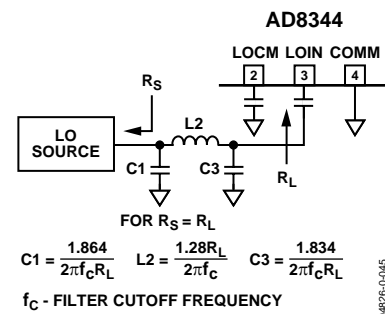 AD8344
LOCM LOIN COMM
2 3 4
RS
L2
LO
SOURCE
C1 C3
RL
FOR RS = RL
C1 = 1.864 / 2πfCRL L2 = 1.28RL / 2πfC C3 = 1.834 / 2πfCRL
fC - FILTER CUTOFF FREQUENCY
04826-0-045